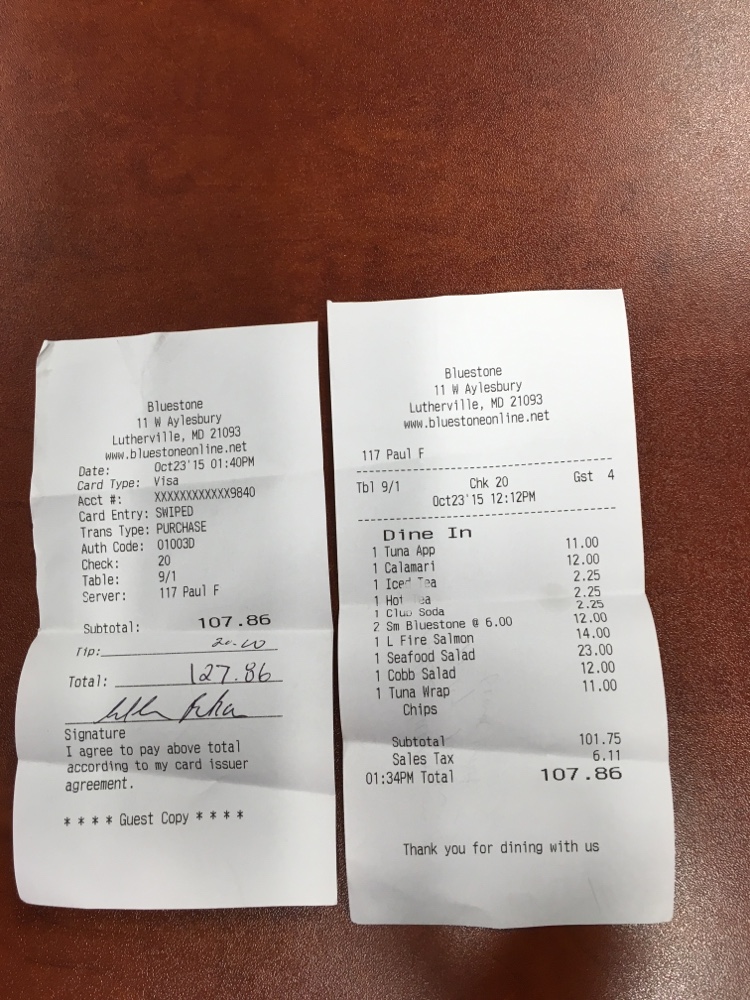 Bluestone
11 W Aylesbury
Lutherville, MD 21093
www.bluestoneonline.net
Date: Oct23'15 01:40PM
Card Type: Visa
Acct #: XXXXXXXXXXXX9840
Card Entry: SWIPED
Trans Type: PURCHASE
Auth Code: 01003D
Check: 20
Table: 9/1
Server: 117 Paul F
Subtotal: 107.86
Tip: 20.00
Total: 127.86
Signature
I agree to pay above total
according to my card issuer
agreement.
* * * * Guest Copy * * * *
Bluestone
11 W Aylesbury
Lutherville, MD 21093
www.bluestoneonline.net
117 Paul F
Tbl 9/1 Chk 20 Gst 4
Oct23'15 12:12PM
Dine In
1 Tuna App 11.00
1 Calamari 12.00
1 Iced Tea 2.25
1 Hot Tea 2.25
1 Club Soda 2.25
2 Sm Bluestone @ 6.00 12.00
1 L Fire Salmon 14.00
1 Seafood Salad 23.00
1 Cobb Salad 12.00
1 Tuna Wrap 11.00
Chips
Subtotal 101.75
Sales Tax 6.11
01:34PM Total 107.86
Thank you for dining with us